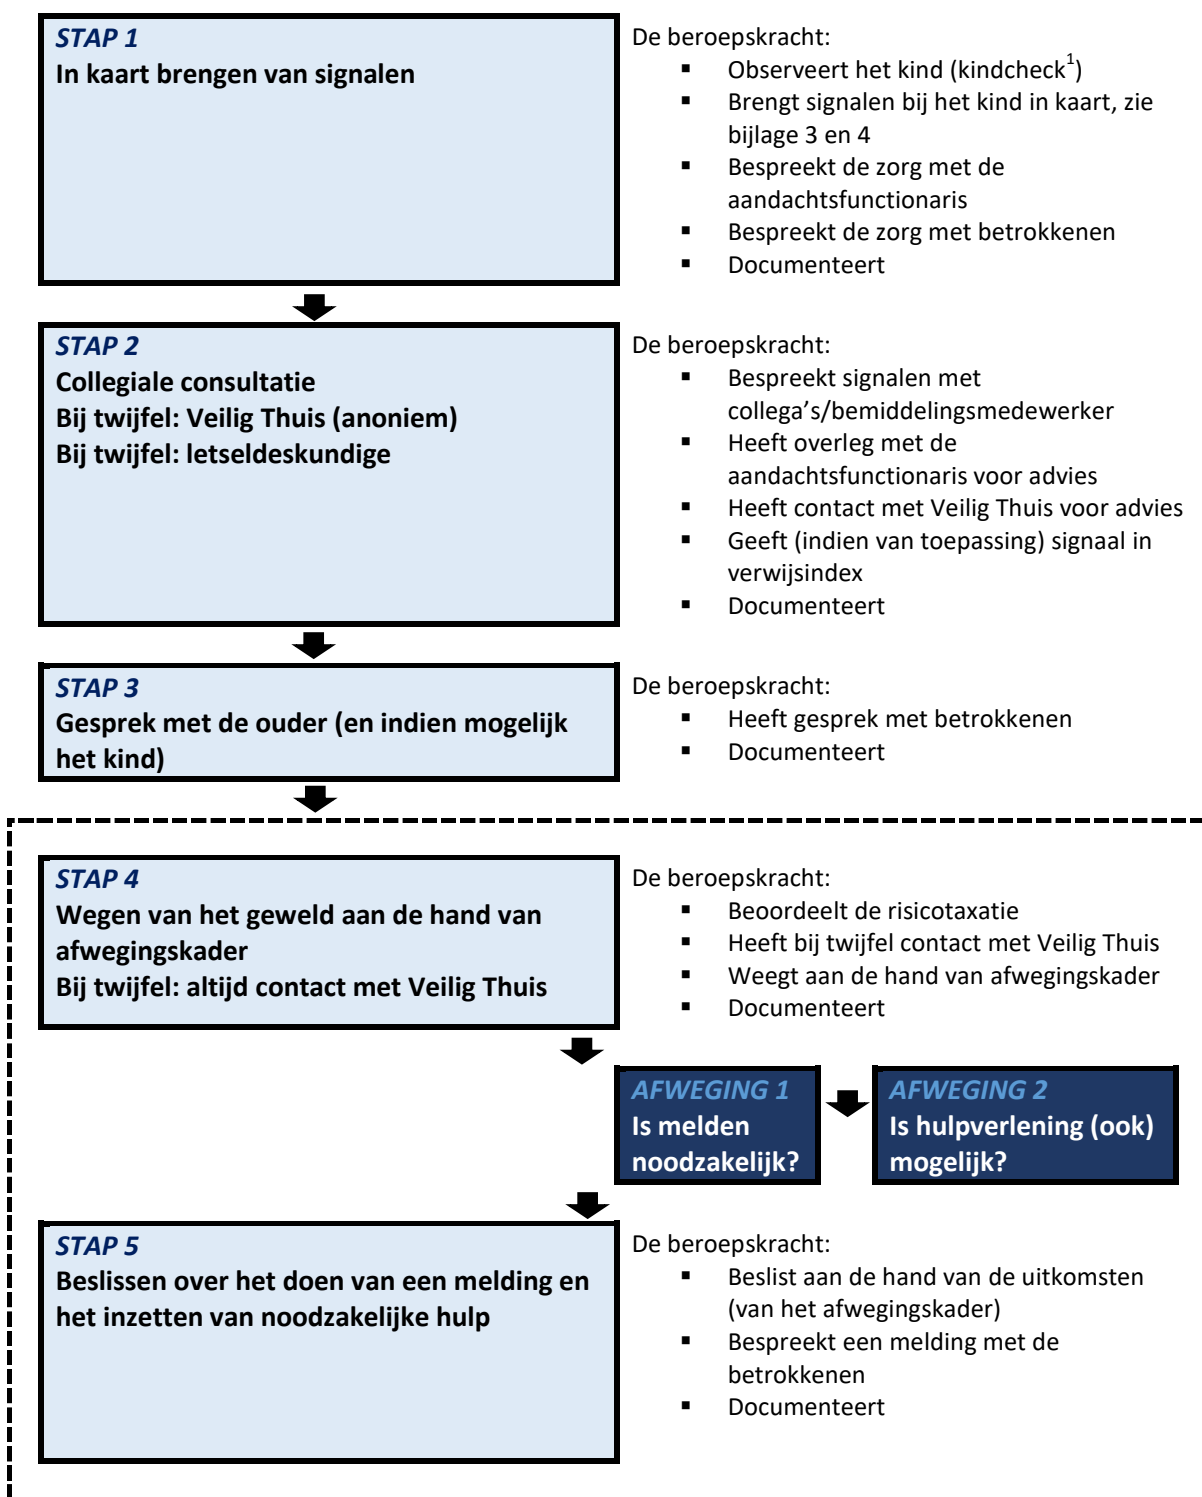 STAP 1
In kaart brengen van signalen
De beroepskracht:
▪ Observeert het kind (kindcheck1)
▪ Brengt signalen bij het kind in kaart, zie
bijlage 3 en 4
▪ Bespreekt de zorg met de
aandachtsfunctionaris
▪ Bespreekt de zorg met betrokkenen
▪ Documenteert
STAP 2
Collegiale consultatie
Bij twijfel: Veilig Thuis (anoniem)
Bij twijfel: letseldeskundige
De beroepskracht:
▪ Bespreekt signalen met
collega’s/bemiddelingsmedewerker
▪ Heeft overleg met de
aandachtsfunctionaris voor advies
▪ Heeft contact met Veilig Thuis voor advies
▪ Geeft (indien van toepassing) signaal in
verwijsindex
▪ Documenteert
STAP 3
Gesprek met de ouder (en indien mogelijk
het kind)
De beroepskracht:
▪ Heeft gesprek met betrokkenen
▪ Documenteert
STAP 4
Wegen van het geweld aan de hand van
afwegingskader
Bij twijfel: altijd contact met Veilig Thuis
De beroepskracht:
▪ Beoordeelt de risicotaxatie
▪ Heeft bij twijfel contact met Veilig Thuis
▪ Weegt aan de hand van afwegingskader
▪ Documenteert
AFWEGING 1
Is melden
noodzakelijk?
AFWEGING 2
Is hulpverlening (ook)
mogelijk?
STAP 5
Beslissen over het doen van een melding en
het inzetten van noodzakelijke hulp
De beroepskracht:
▪ Beslist aan de hand van de uitkomsten
(van het afwegingskader)
▪ Bespreekt een melding met de
betrokkenen
▪ Documenteert